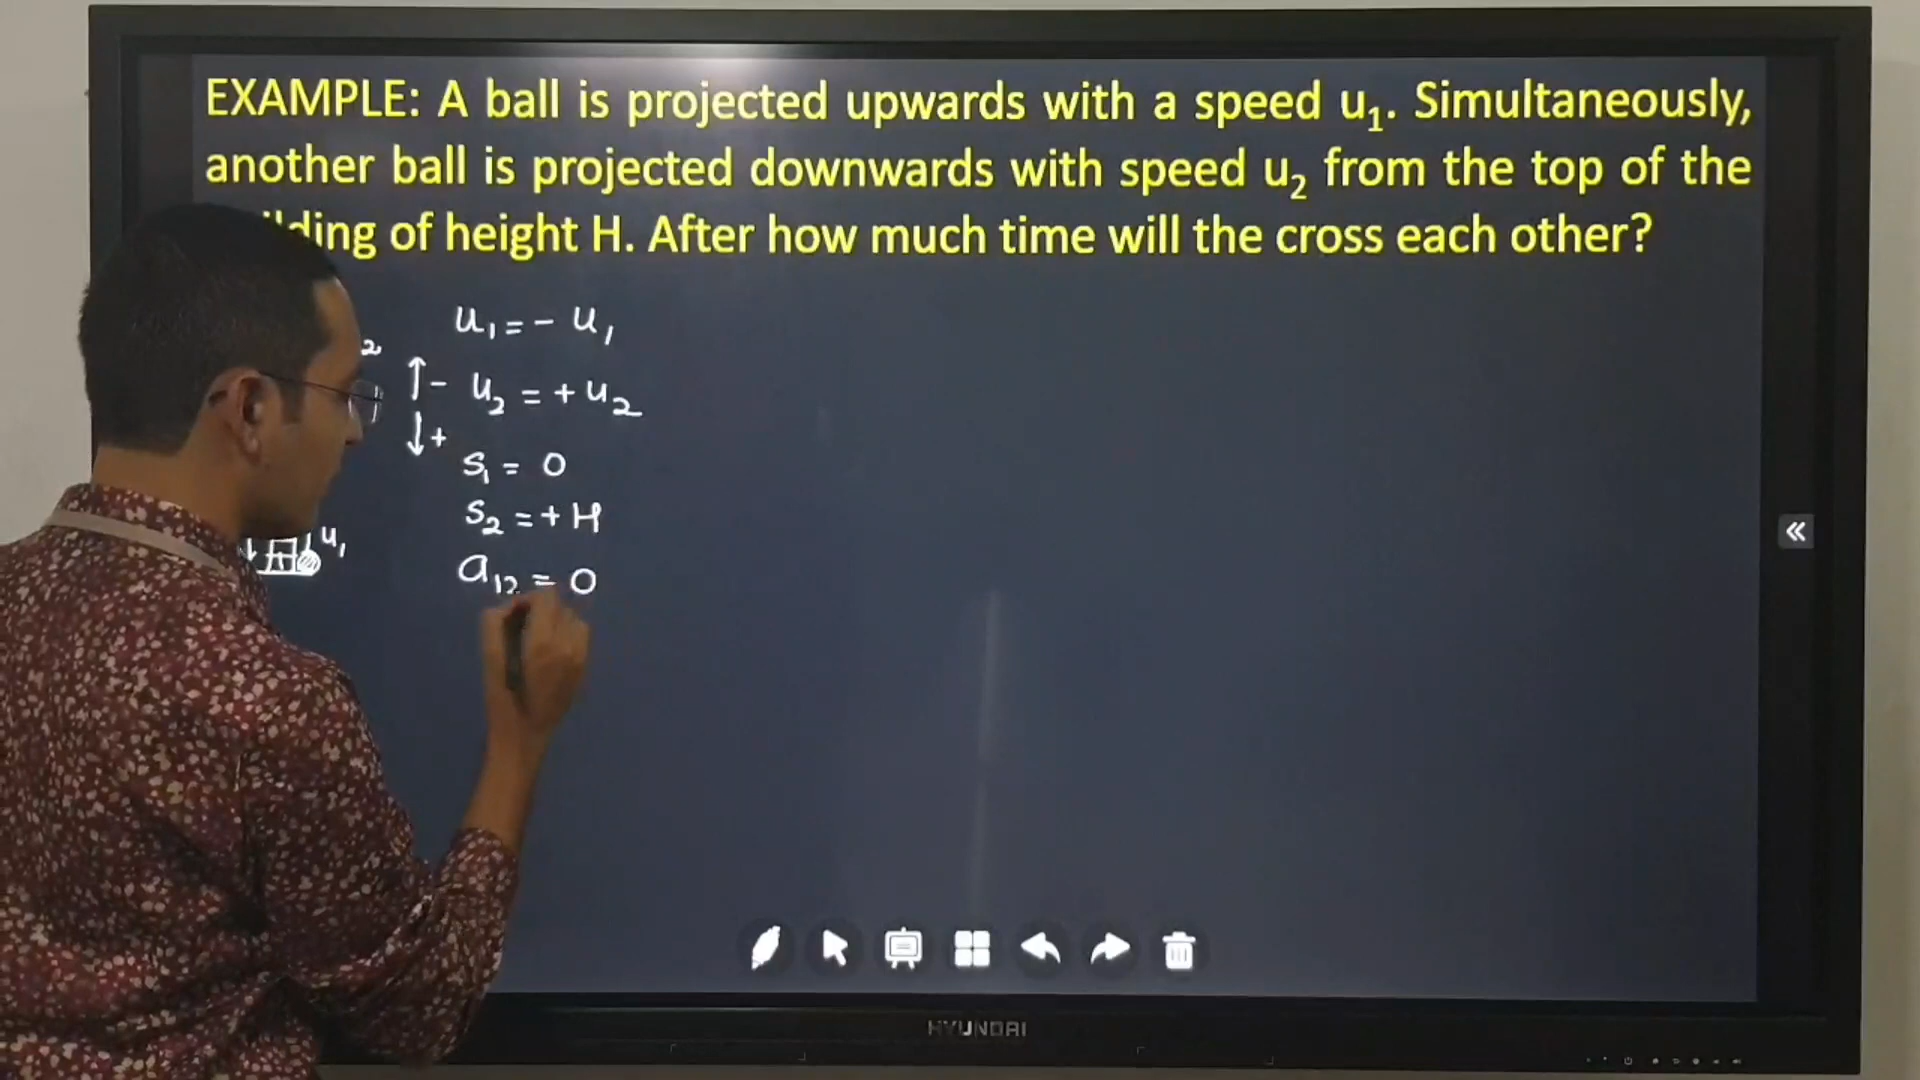 EXAMPLE: A ball is projected upwards with a speed u₁. Simultaneously,
another ball is projected downwards with speed u₂ from the top of the
ding of height H. After how much time will the cross each other?
u₁ = - u₁
2
↑ - u₂ = + u₂
↓ +
s₁ = 0
s₂ = + H
u₁
a₁₂ = 0
HYUNDAI